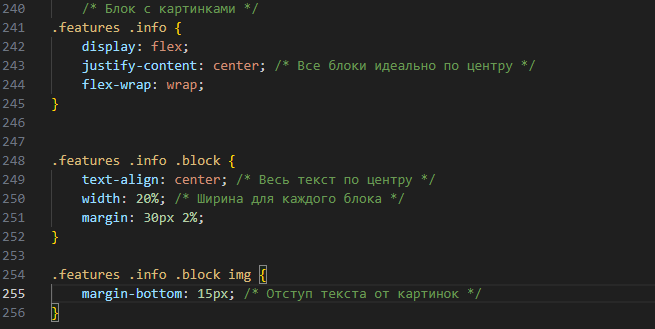 240 /* Блок с картинками */
241 .features .info {
242 display: flex;
243 justify-content: center; /* Все блоки идеально по центру */
244 flex-wrap: wrap;
245 }
246
247
248 .features .info .block {
249 text-align: center; /* Весь текст по центру */
250 width: 20%; /* Ширина для каждого блока */
251 margin: 30px 2%;
252 }
253
254 .features .info .block img {
255 margin-bottom: 15px; /* Отступ текста от картинок */
256 }